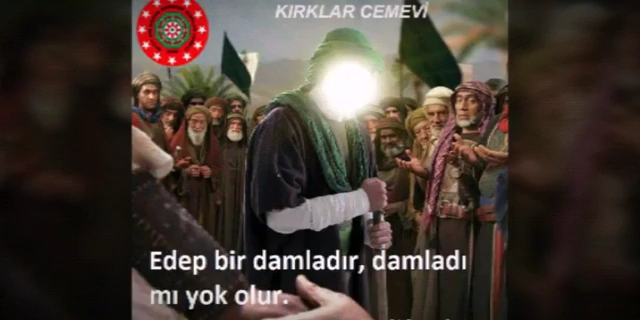 KIRKLAR CEMEVİ
Edep bir damladır, damladı
mı yok olur.